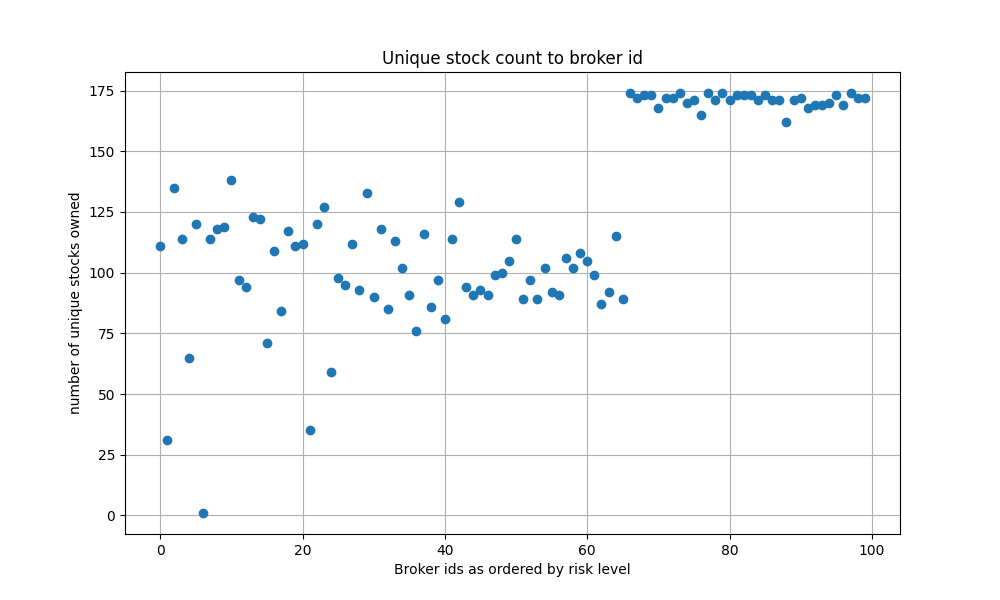 Unique stock count to broker id
175
150
125
100
75
50
25
0
number of unique stocks owned
0 20 40 60 80 100
Broker ids as ordered by risk level